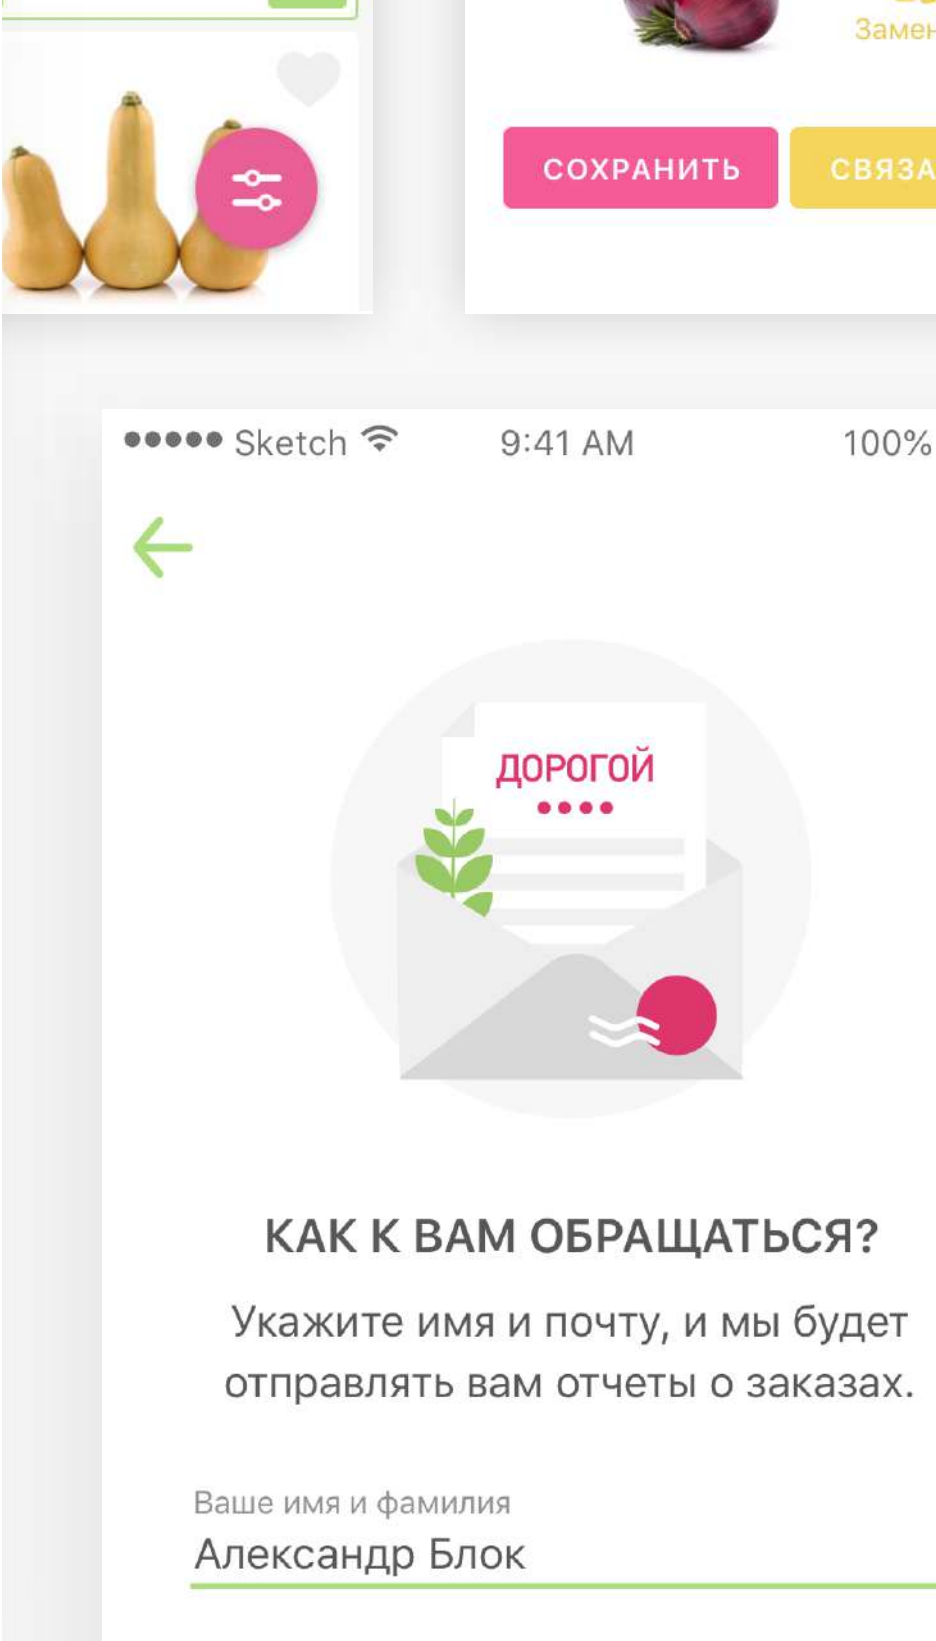 СОХРАНИТЬ
Sketch 9:41 AM 100%
ДОРОГОЙ
КАК К ВАМ ОБРАЩАТЬСЯ?
Укажите имя и почту, и мы будет
отправлять вам отчеты о заказах.
Ваше имя и фамилия
Александр Блок